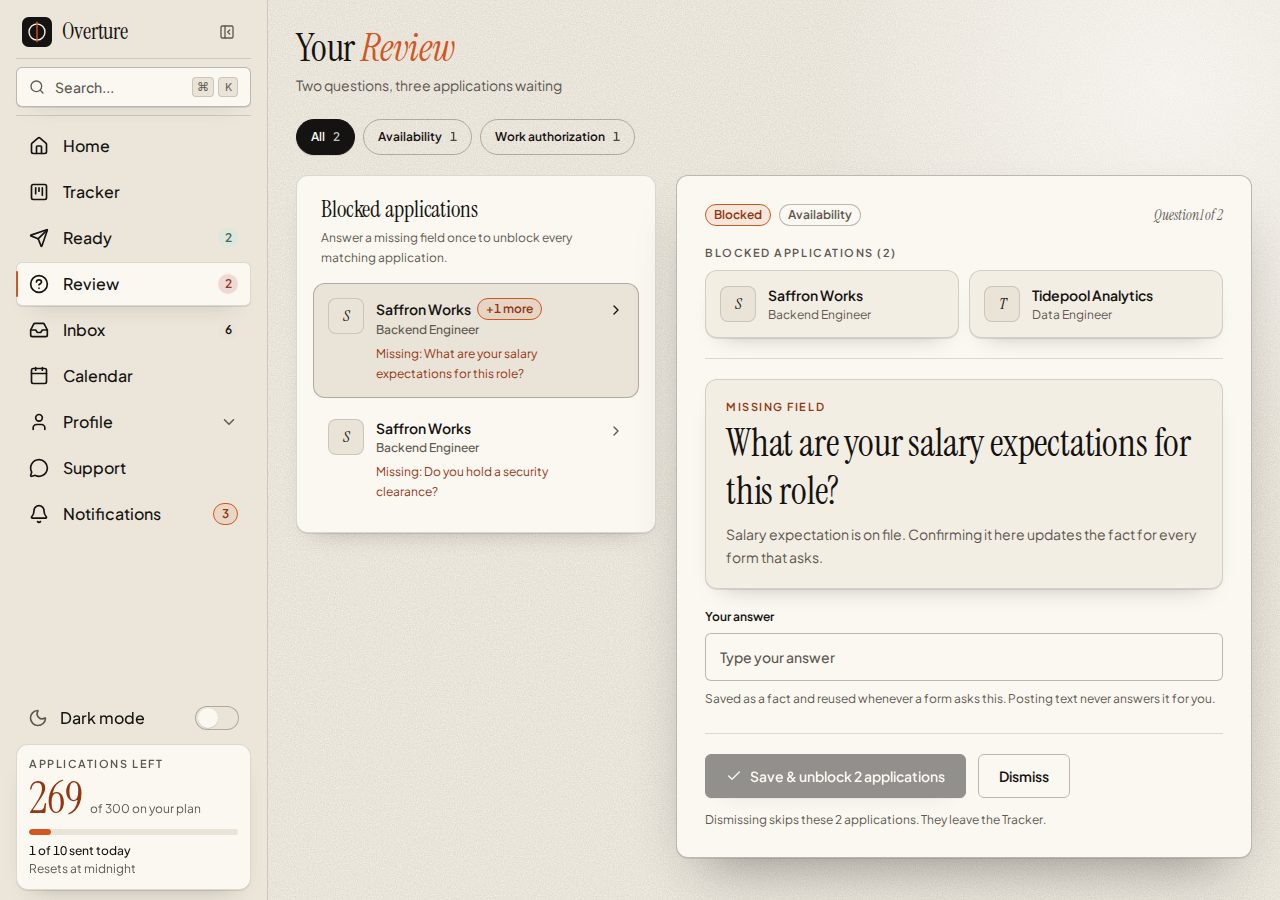 Overture
Search...
⌘ K
Home
Tracker
Ready 2
Review 2
Inbox 6
Calendar
Profile
Support
Notifications 3
Dark mode
APPLICATIONS LEFT
269 of 300 on your plan
1 of 10 sent today
Resets at midnight
Your Review
Two questions, three applications waiting
All 2
Availability 1
Work authorization 1
Blocked applications
Answer a missing field once to unblock every
matching application.
S
Saffron Works +1 more
Backend Engineer
Missing: What are your salary
expectations for this role?
S
Saffron Works
Backend Engineer
Missing: Do you hold a security
clearance?
Blocked
Availability
Question 1 of 2
BLOCKED APPLICATIONS (2)
S
Saffron Works
Backend Engineer
T
Tidepool Analytics
Data Engineer
MISSING FIELD
What are your salary expectations for
this role?
Salary expectation is on file. Confirming it here updates the fact for every
form that asks.
Your answer
Type your answer
Saved as a fact and reused whenever a form asks this. Posting text never answers it for you.
Save & unblock 2 applications
Dismiss
Dismissing skips these 2 applications. They leave the Tracker.